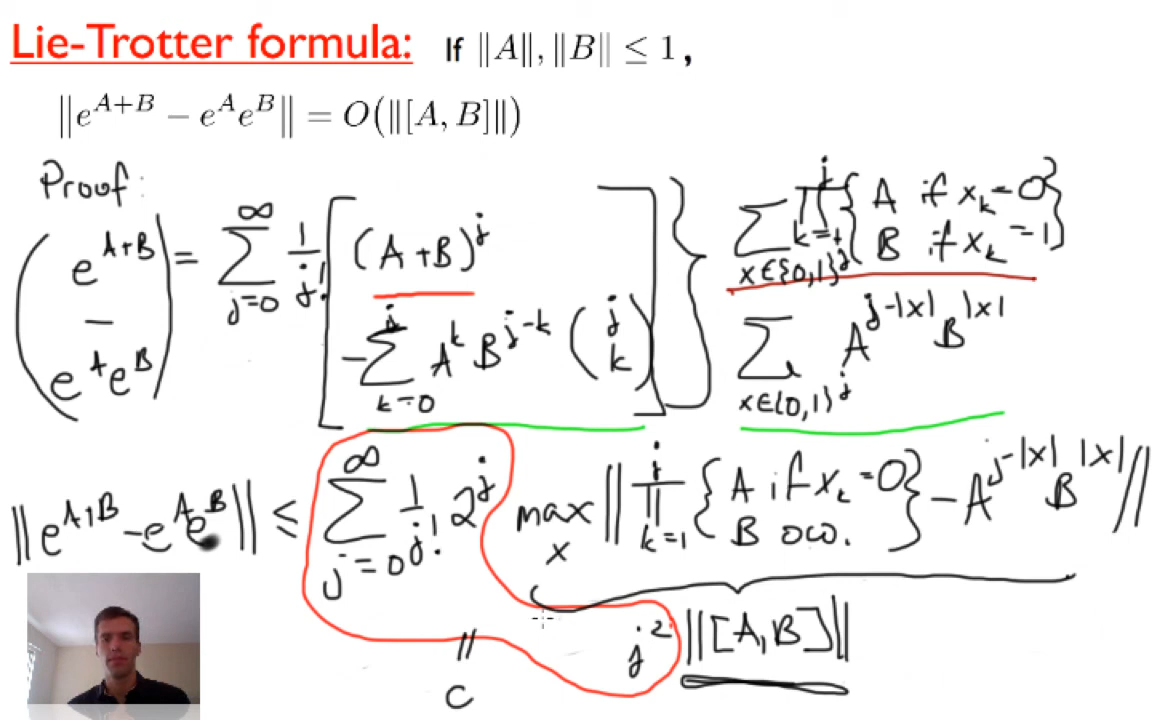 Lie-Trotter formula: If ‖A‖, ‖B‖ ≤ 1,
‖e^{A+B} − e^A e^B‖ = O(‖[A, B]‖)
Proof:
( e^{A+B} − e^A e^B ) = ∑_{j=0}^{∞} 1/j! [ (A+B)^j − ∑_{k=0}^{j} A^k B^{j-k} (j k) ] }
∑_{x∈{0,1}^j} ∏_{k=1}^{j} { A if x_k = 0 B if x_k = 1 }
∑_{x∈{0,1}^j} A^{j-|x|} B^{|x|}
‖e^{A+B} − e^A e^B‖ ≤ ∑_{j=0}^{∞} 1/j! 2^j max_x ‖ ∏_{k=1}^{j} { A if x_k = 0 B o.w. } − A^{j-|x|} B^{|x|} ‖
j^2 ‖[A,B]‖
‖
C